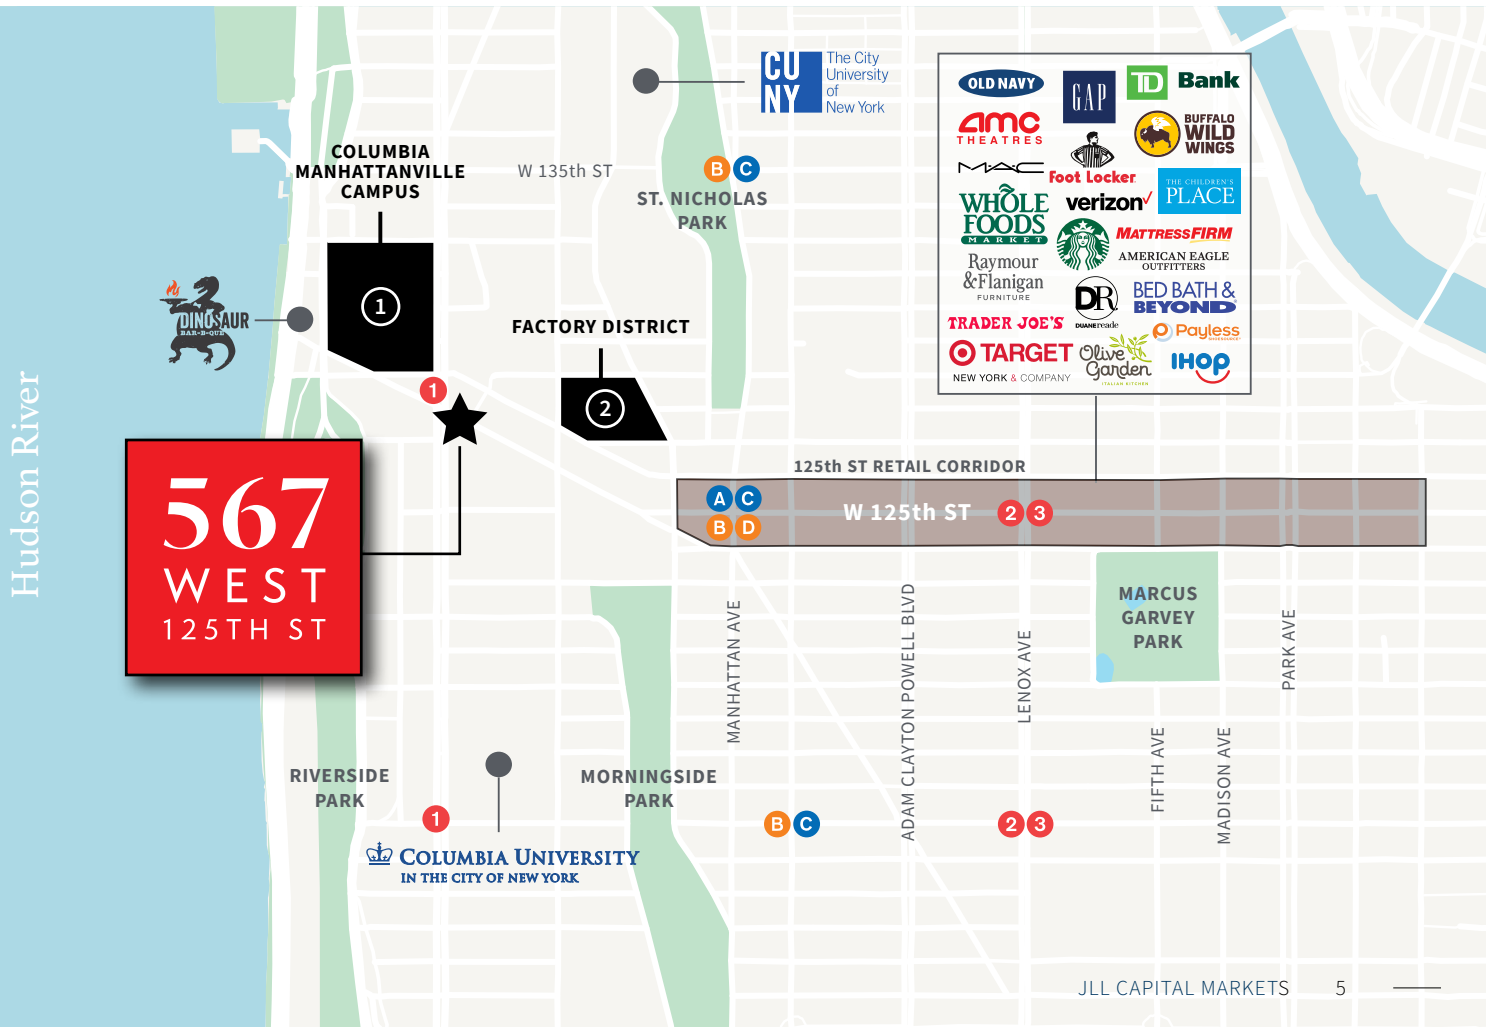 CU
NY
The City
University
of
New York
OLD NAVY
GAP
TD
Bank
AMC
THEATRES
BUFFALO
WILD
WINGS
MAC
Foot Locker
THE CHILDREN'S
PLACE
WHOLE
FOODS
MARKET
verizon
MATTRESSFIRM
AMERICAN EAGLE
OUTFITTERS
Raymour
&Flanigan
FURNITURE
DR
DUANEreade
BED BATH &
BEYOND
TRADER JOE'S
Payless
TARGET
Olive
Garden
ITALIAN KITCHEN
IHOP
NEW YORK & COMPANY
COLUMBIA
MANHATTANVILLE
CAMPUS
W 135th ST
B C
ST. NICHOLAS
PARK
1
DINOSAUR
BAR-B-QUE
FACTORY DISTRICT
2
1
Hudson River
567
WEST
125TH ST
125th ST RETAIL CORRIDOR
A C
B D
W 125th ST
2 3
MARCUS
GARVEY
PARK
MANHATTAN AVE
ADAM CLAYTON POWELL BLVD
LENOX AVE
PARK AVE
FIFTH AVE
MADISON AVE
RIVERSIDE
PARK
MORNINGSIDE
PARK
1
B C
2 3
COLUMBIA UNIVERSITY
IN THE CITY OF NEW YORK
JLL CAPITAL MARKETS 5